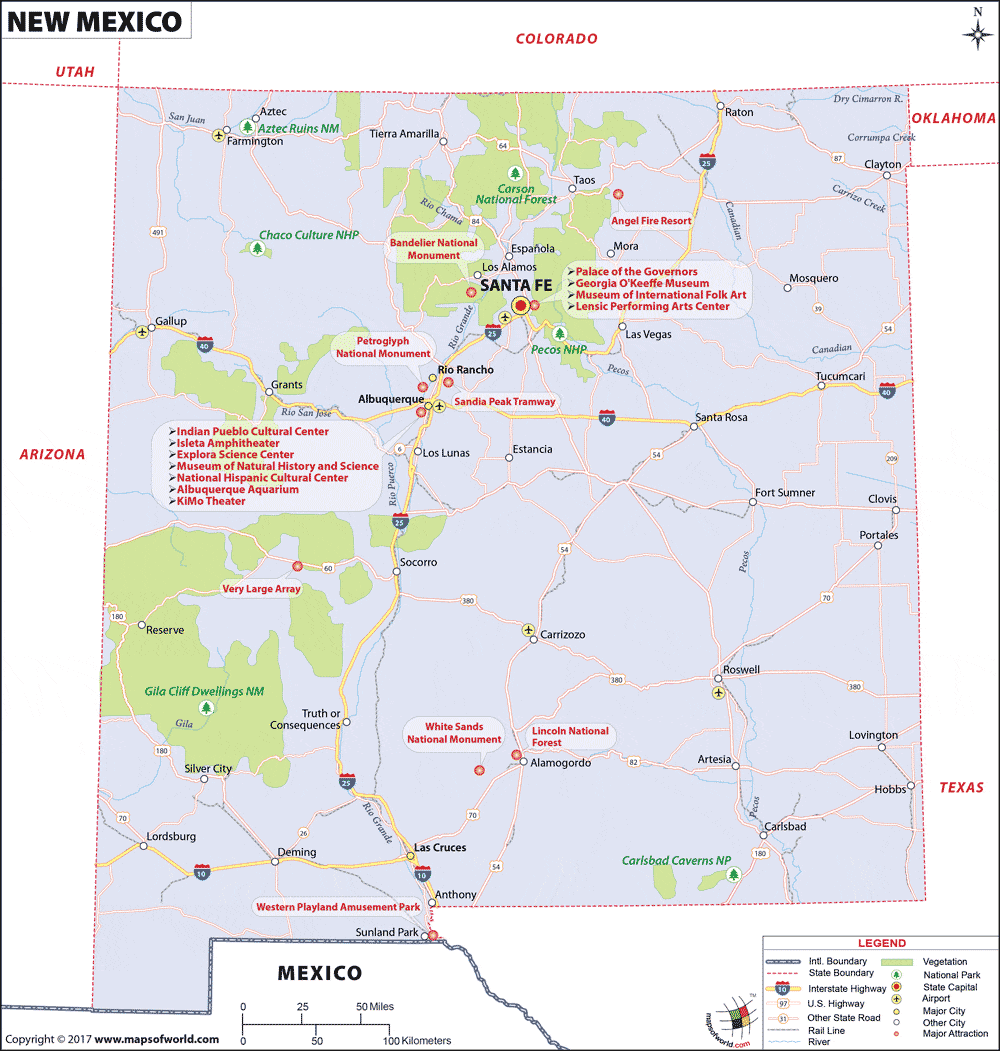 NEW MEXICO
N
COLORADO
UTAH
OKLAHOMA
Dry Cimarron R.
Raton
Aztec
San Juan
Aztec Ruins NM
Farmington
Tierra Amarilla
Corrumpa Creek
64
25
87
Clayton
Taos
Carson
National Forest
Carrizo Creek
Rio Chama
84
Angel Fire Resort
Canadian
491
Chaco Culture NHP
Bandelier National
Monument
Española
Mora
Los Alamos
SANTA FE
Palace of the Governors
Georgia O'Keeffe Museum
Museum of International Folk Art
Lensic Performing Arts Center
Mosquero
39
Gallup
40
Rio Grande
25
Las Vegas
54
Petroglyph
National Monument
Pecos NHP
Canadian
Rio Rancho
Pecos
Tucumcari
Grants
40
Albuquerque
Sandia Peak Tramway
Rio San Jose
40
Santa Rosa
Indian Pueblo Cultural Center
Isleta Amphitheater
Explora Science Center
Museum of Natural History and Science
National Hispanic Cultural Center
Albuquerque Aquarium
KiMo Theater
6
Los Lunas
Estancia
54
209
ARIZONA
Rio Puerco
Fort Sumner
Clovis
25
Portales
54
Socorro
Pecos
60
Very Large Array
380
70
180
Reserve
Carrizozo
Roswell
380
380
Gila Cliff Dwellings NM
Gila
Truth or
Consequences
White Sands
National Monument
Lincoln National
Forest
Lovington
180
Alamogordo
82
Artesia
Silver City
25
Hobbs
TEXAS
70
Rio Grande
70
Pecos
Lordsburg
26
Carlsbad
Deming
Las Cruces
180
10
10
54
Carlsbad Caverns NP
Anthony
Western Playland Amusement Park
Sunland Park
MEXICO
LEGEND
Intl. Boundary
State Boundary
10
Interstate Highway
97
U.S. Highway
31
Other State Road
Rail Line
River
Vegetation
National Park
State Capital
Airport
Major City
Other City
Major Attraction
0 25 50 Miles
0 50 100 Kilometers
mapsofworld.com
TM
Copyright © 2017 www.mapsofworld.com